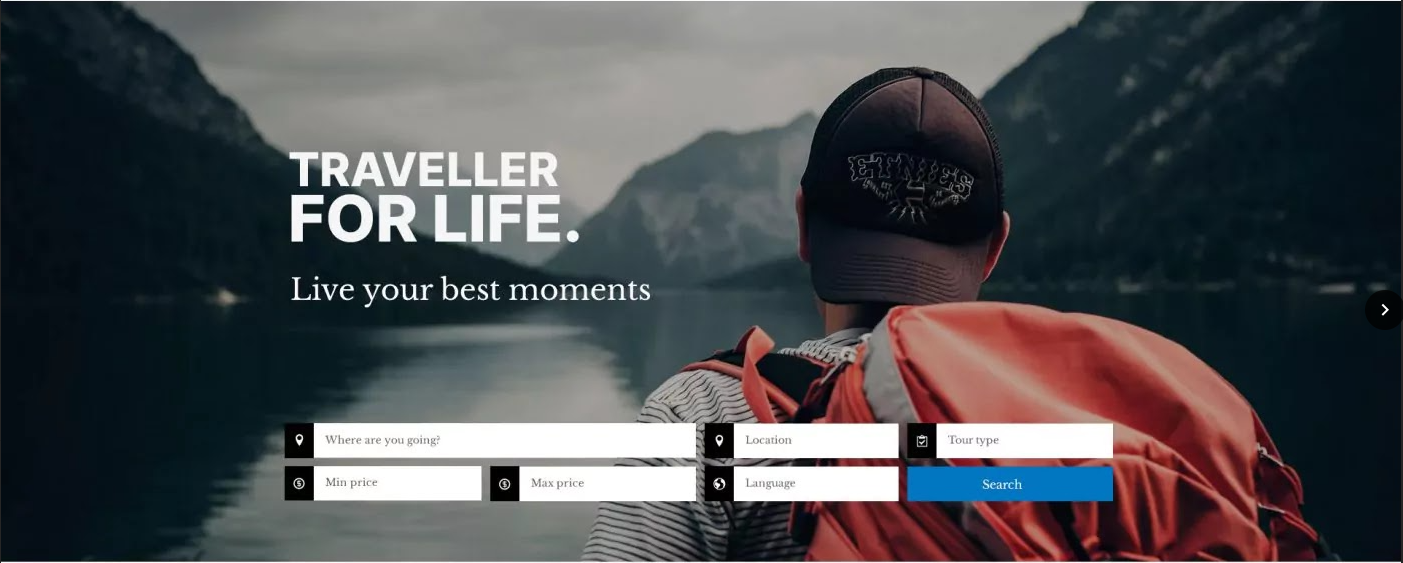 TRAVELLER
FOR LIFE.
Live your best moments
ETNIES
Where are you going?
Location
Tour type
Min price
Max price
Language
Search